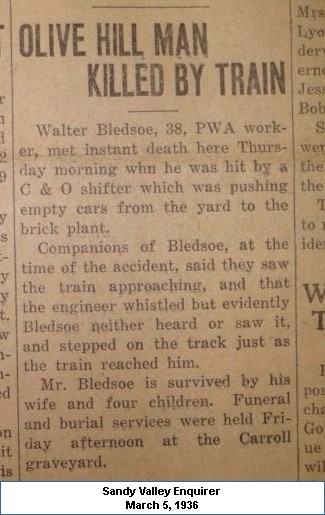 OLIVE HILL MAN
KILLED BY TRAIN
Walter Bledsoe, 38, PWA work-
er, met instant death here Thurs-
day morning whn he was hit by a
C & O shifter which was pushing
empty cars from the yard to the
brick plant.
Companions of Bledsoe, at the
time of the accident, said they saw
the train approaching, and that
the engineer whistled but evidently
Bledsoe neither heard or saw it,
and stepped on the track just as
the train reached him.
Mr. Bledsoe is survived by his
wife and four children. Funeral
and burial services were held Fri-
day afternoon at the Carroll
graveyard.
Sandy Valley Enquirer
March 5, 1936